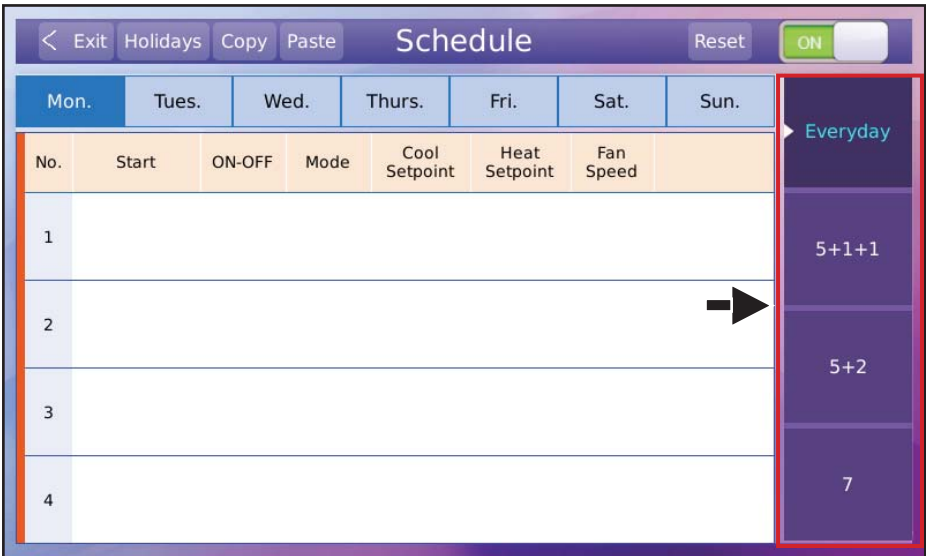 Exit Holidays Copy Paste Schedule Reset ON
Mon. Tues. Wed. Thurs. Fri. Sat. Sun.
No. Start ON-OFF Mode Cool Setpoint Heat Setpoint Fan Speed
1
2
3
4
Everyday
5+1+1
5+2
7